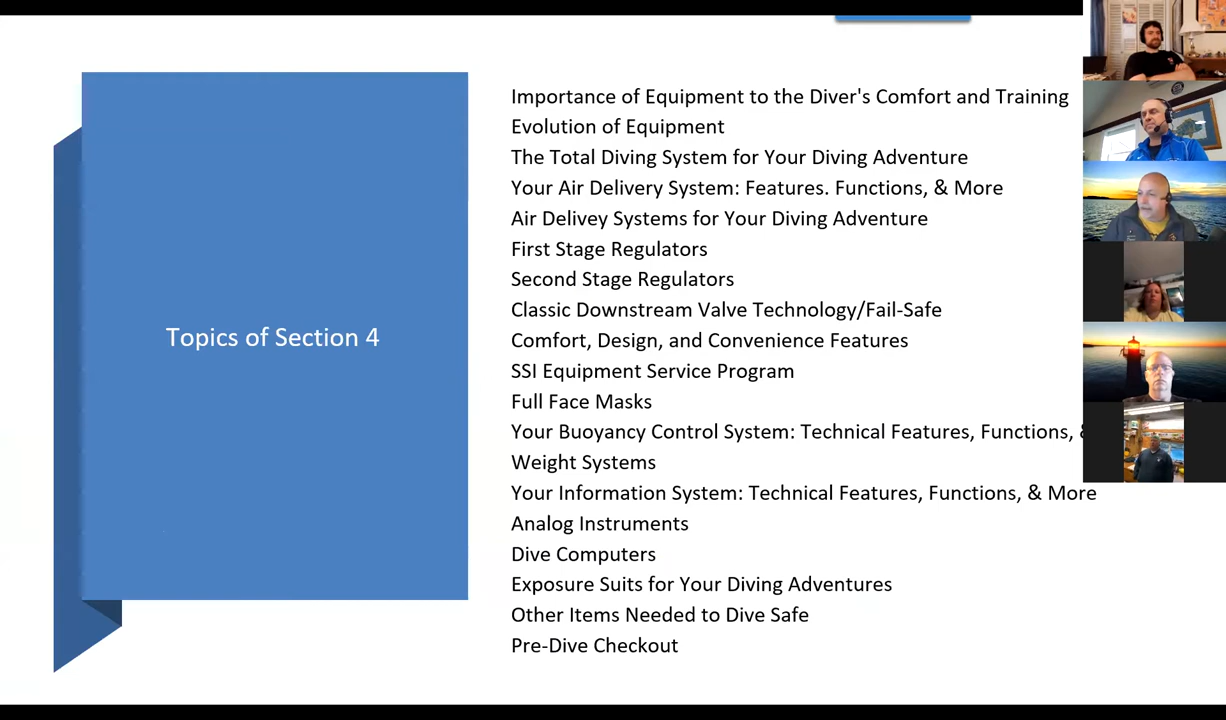 Topics of Section 4
Importance of Equipment to the Diver's Comfort and Training
Evolution of Equipment
The Total Diving System for Your Diving Adventure
Your Air Delivery System: Features. Functions, & More
Air Delivey Systems for Your Diving Adventure
First Stage Regulators
Second Stage Regulators
Classic Downstream Valve Technology/Fail-Safe
Comfort, Design, and Convenience Features
SSI Equipment Service Program
Full Face Masks
Your Buoyancy Control System: Technical Features, Functions,
Weight Systems
Your Information System: Technical Features, Functions, & More
Analog Instruments
Dive Computers
Exposure Suits for Your Diving Adventures
Other Items Needed to Dive Safe
Pre-Dive Checkout